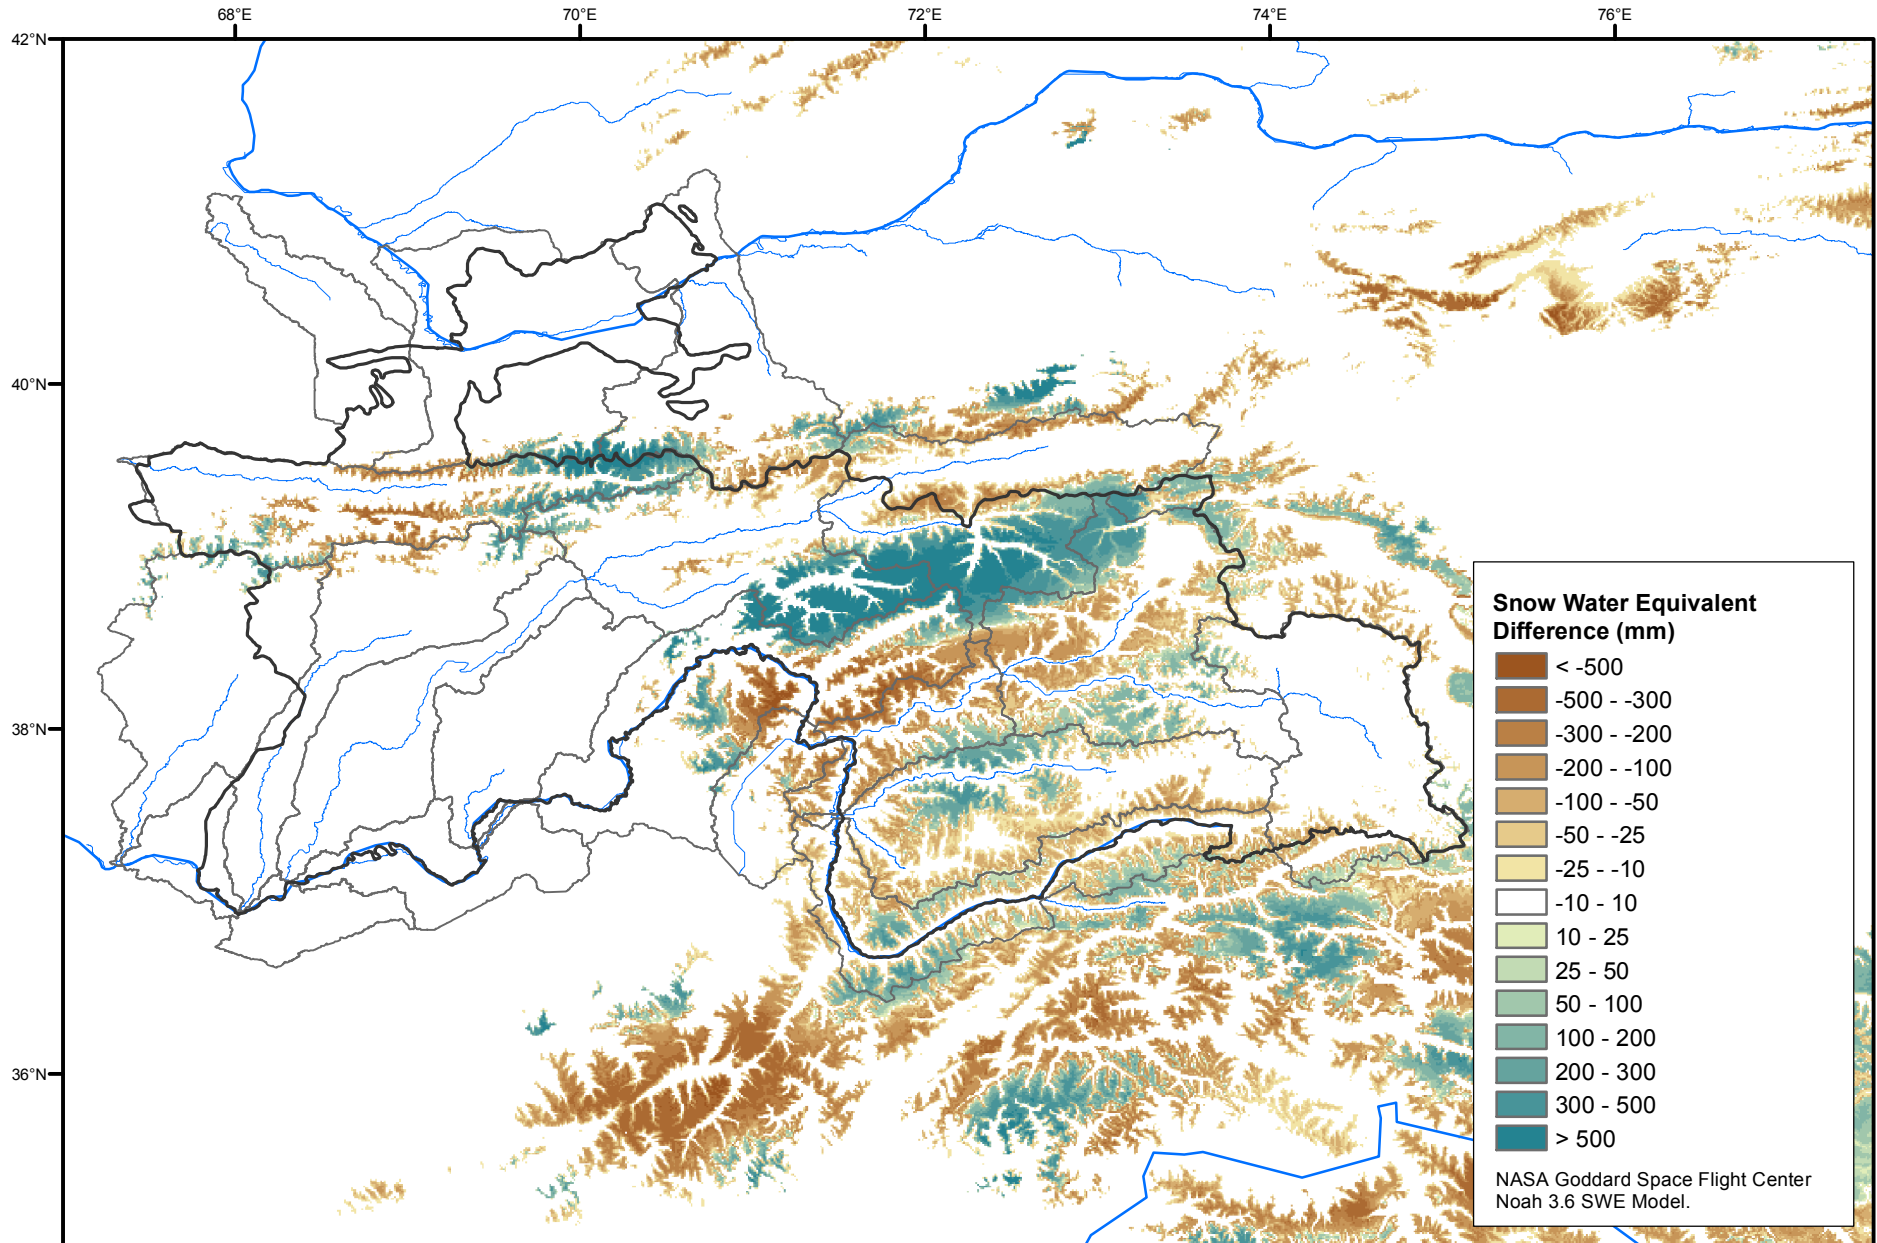 68°E 70°E 72°E 74°E 76°E
42°N
40°N
38°N
36°N
Snow Water Equivalent
Difference (mm)
< -500
-500 - -300
-300 - -200
-200 - -100
-100 - -50
-50 - -25
-25 - -10
-10 - 10
10 - 25
25 - 50
50 - 100
100 - 200
200 - 300
300 - 500
> 500
NASA Goddard Space Flight Center
Noah 3.6 SWE Model.